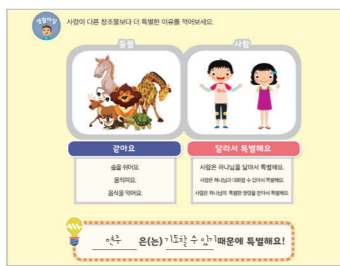 생활학습
사람이 다른 창조물보다 더 특별한 이유를 적어보세요.
동물
사람
같아요
달라서 특별해요
숨을 쉬어요.
움직여요.
음식을 먹어요.
사람은 하나님을 닮아서 특별해요.
사람은 하나님과 대화할 수 있어서 특별해요.
사람은 하나님의 특별한 명령을 받아서 특별해요.
연주 은(는) 기도할 수 있기 때문에 특별해요!